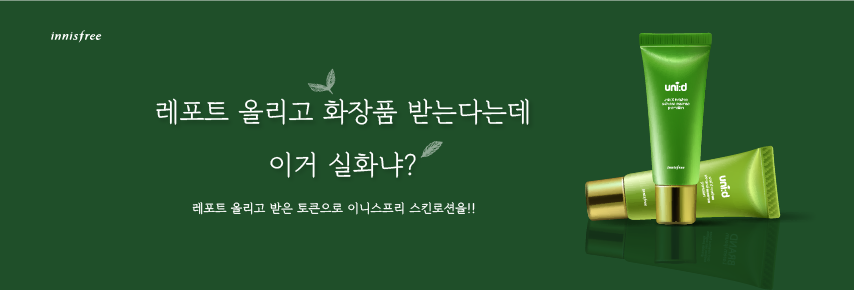 innisfree
레포트 올리고 화장품 받는다는데
이거 실화냐?
레포트 올리고 받은 토큰으로 이니스프리 스킨로션을!!
uni:d
innisfree
uni:d